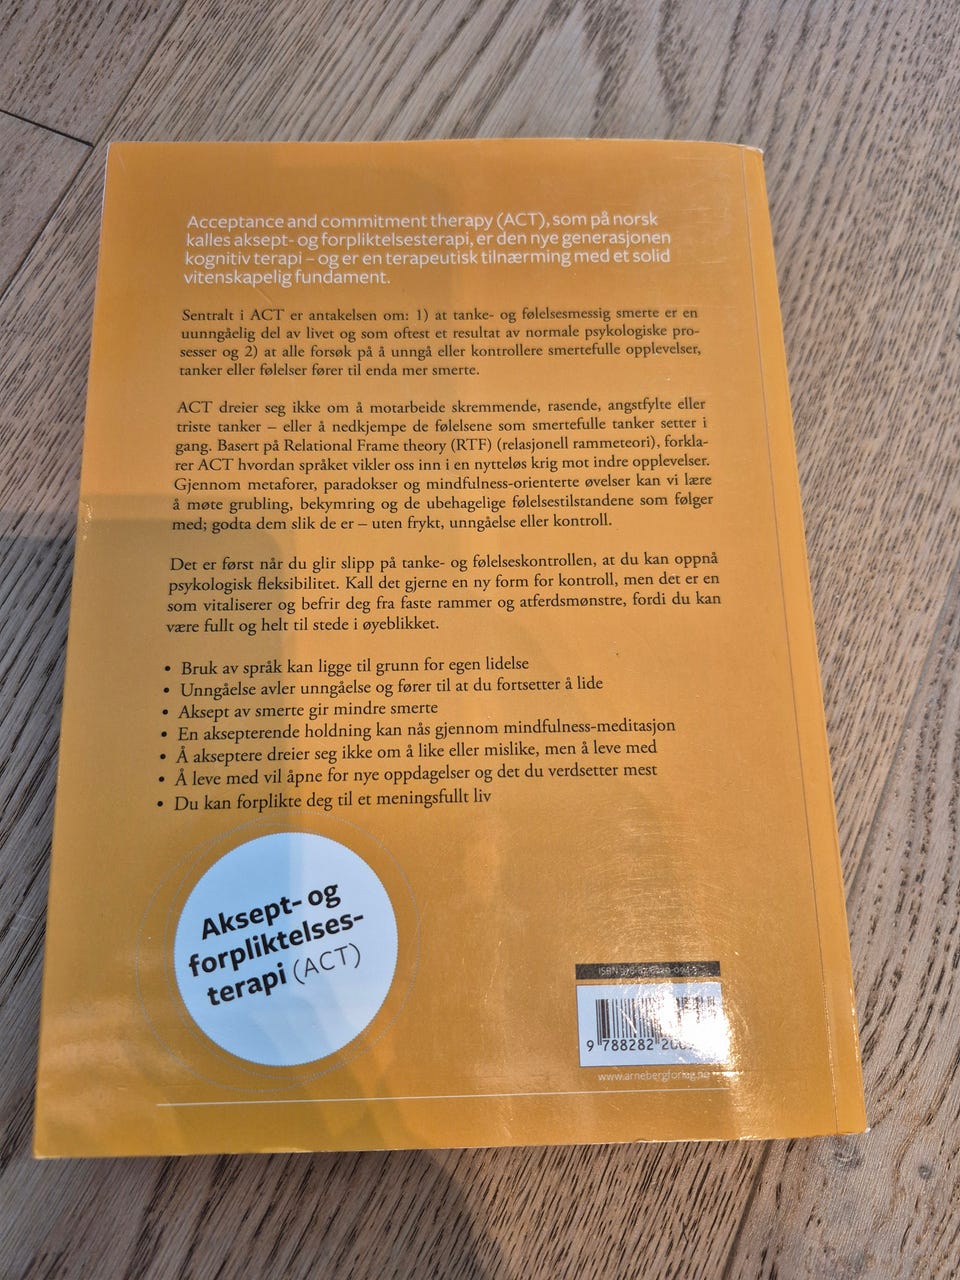 Acceptance and commitment therapy (ACT), som på norsk
kalles aksept- og forpliktelsesterapi, er den nye generasjonen
kognitiv terapi – og er en terapeutisk tilnærming med et solid
vitenskapelig fundament.
Sentralt i ACT er antakelsen om: 1) at tanke- og følelsesmessig smerte er en
uunngåelig del av livet og som oftest et resultat av normale psykologiske pro-
sesser og 2) at alle forsøk på å unngå eller kontrollere smertefulle opplevelser,
tanker eller følelser fører til enda mer smerte.
ACT dreier seg ikke om å motarbeide skremmende, rasende, angstfylte eller
triste tanker – eller å nedkjempe de følelsene som smertefulle tanker setter i
gang. Basert på Relational Frame theory (RTF) (relasjonell rammeteori), forkla-
rer ACT hvordan språket vikler oss inn i en nytteløs krig mot indre opplevelser.
Gjennom metaforer, paradokser og mindfulness-orienterte øvelser kan vi lære
å møte grubling, bekymring og de ubehagelige følelsestilstandene som følger
med; godta dem slik de er – uten frykt, unngåelse eller kontroll.
Det er først når du glir slipp på tanke- og følelseskontrollen, at du kan oppnå
psykologisk fleksibilitet. Kall det gjerne en ny form for kontroll, men det er en
som vitaliserer og befrir deg fra faste rammer og atferdsmønstre, fordi du kan
være fullt og helt til stede i øyeblikket.
• Bruk av språk kan ligge til grunn for egen lidelse
• Unngåelse avler unngåelse og fører til at du fortsetter å lide
• Aksept av smerte gir mindre smerte
• En aksepterende holdning kan nås gjennom mindfulness-meditasjon
• Å akseptere dreier seg ikke om å like eller mislike, men å leve med
• Å leve med vil åpne for nye oppdagelser og det du verdsetter mest
• Du kan forplikte deg til et meningsfullt liv
Aksept- og
forpliktelses-
terapi (ACT)
ISBN
9 788282
www.arnebergforlag.no